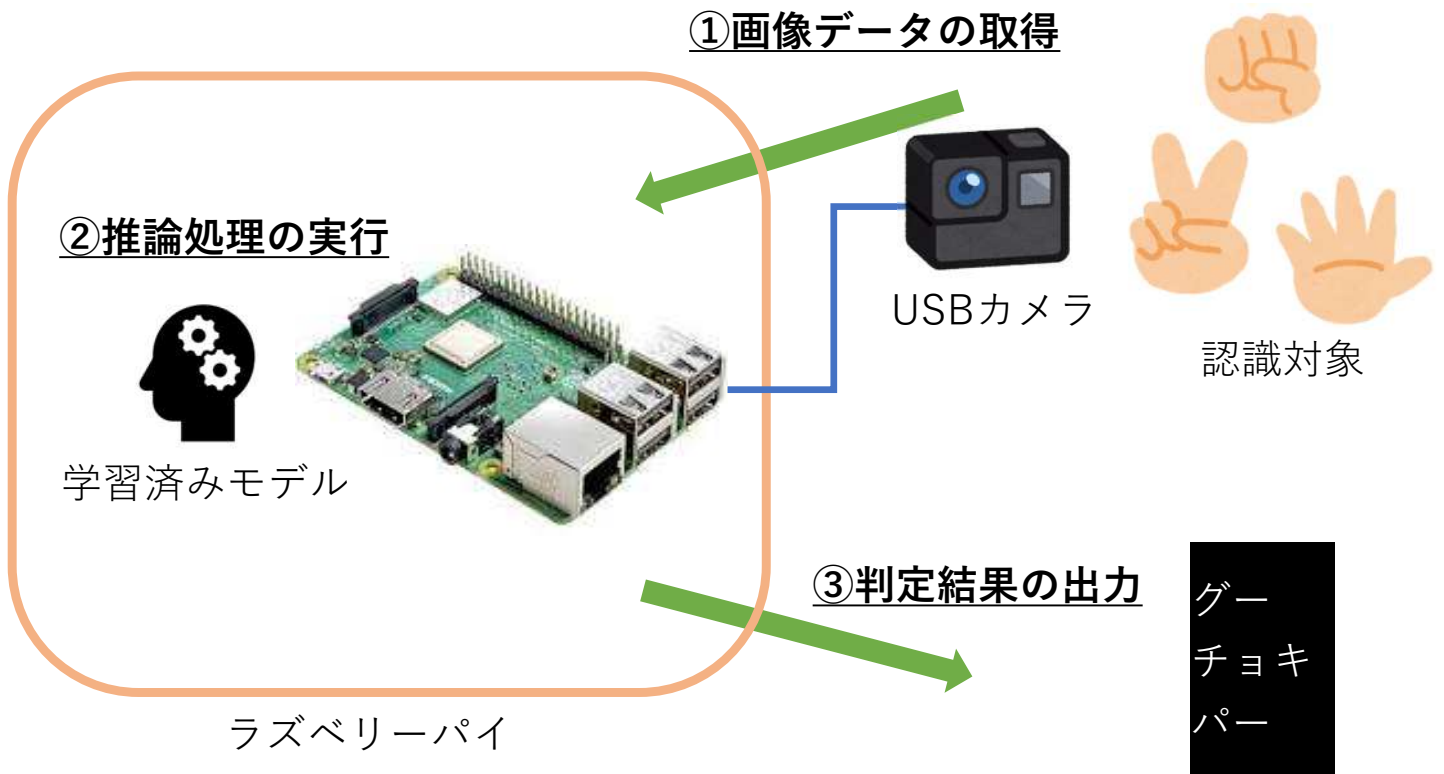 ①画像データの取得
②推論処理の実行
USBカメラ
認識対象
学習済みモデル
③判定結果の出力
グー
チョキ
パー
ラズベリーパイ